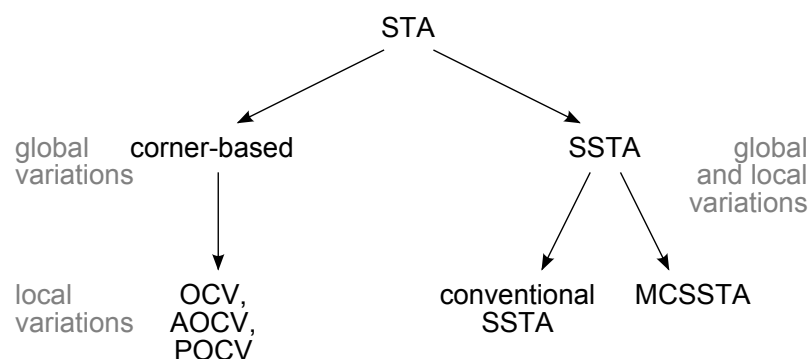 STA
global
variations
corner-based
SSTA
global
and local
variations
local
variations
OCV,
AOCV,
POCV
conventional
SSTA
MCSSTA